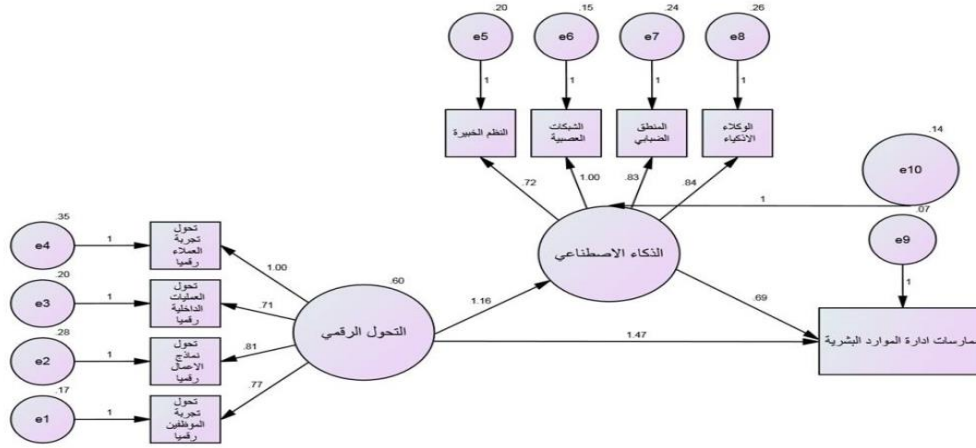 .20
.15
.24
.26
e5
e6
e7
e8
1
1
1
1
النظم الخبيرة
الشبكات
العصبية
المنطق
الضبابي
الوكلاء
الاذكياء
.14
e10
.72
1.00
.83
.84
1
.07
e9
.35
e4
1
تحول
تجربة
العملاء
رقميا
1.00
الذكاء الاصطناعي
1
.20
e3
1
تحول
العمليات
الداخلية
رقميا
.71
.60
التحول الرقمي
1.16
.69
.28
e2
1
تحول
نماذج
الاعمال
رقميا
.81
1.47
ممارسات ادارة الموارد البشرية
.17
e1
1
تحول
تجربة
الموظفين
رقميا
.77